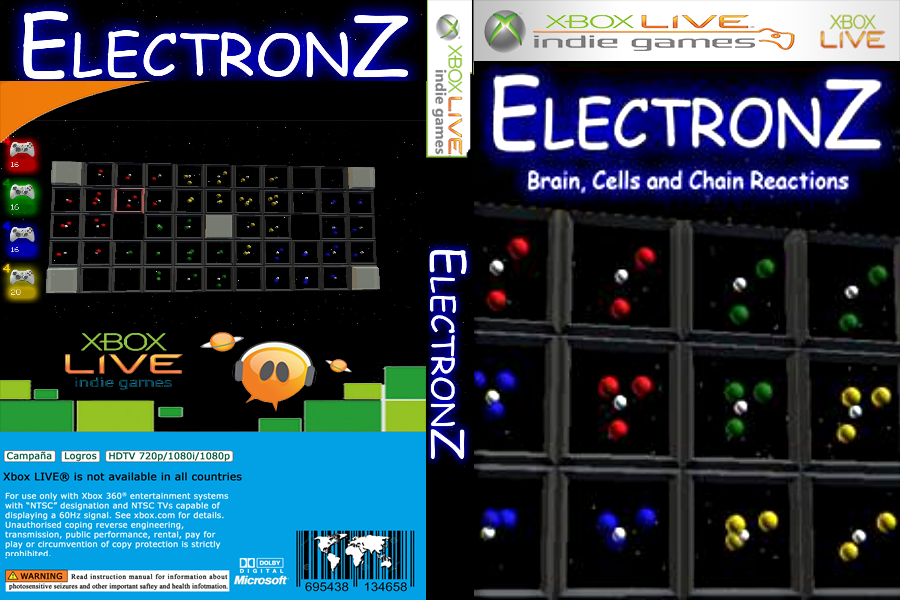 ELECTRONZ
16
16
16
4
20
XBOX
LIVE
indie games
Campaña
Logros
HDTV 720p/1080i/1080p
Xbox LIVE® is not available in all countries
For use only with Xbox 360® entertainment systems
with “NTSC” designation and NTSC TVs capable of
displaying a 60Hz signal. See xbox.com for details.
Unauthorised coping reverse engineering,
transmission, public performance, rental, pay for
play or circumvention of copy protection is strictly
prohibited.
WARNING Read instruction manual for information about
photosensitive seizures and other important saftey and health infotmation.
DOLBY
DIGITAL
Microsoft
695438 134658
XBOX LIVE
indie games
ELECTRONZ
XBOX LIVE
indie games
XBOX
LIVE
ELECTRONZ
Brain, Cells and Chain Reactions